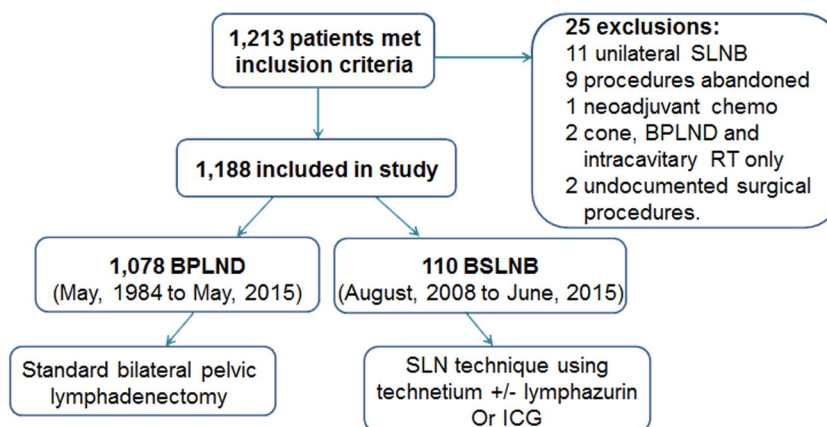 1,213 patients met
inclusion criteria
25 exclusions:
11 unilateral SLNB
9 procedures abandoned
1 neoadjuvant chemo
2 cone, BPLND and
intracavitary RT only
2 undocumented surgical
procedures.
1,188 included in study
1,078 BPLND
(May, 1984 to May, 2015)
110 BSLNB
(August, 2008 to June, 2015)
Standard bilateral pelvic
lymphadenectomy
SLN technique using
technetium +/- lymphazurin
Or ICG